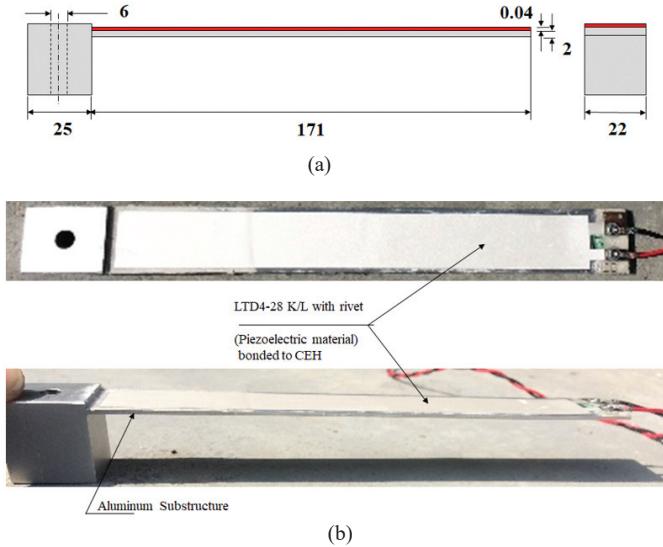 6
0.04
2
25
171
22
(a)
LTD4-28 K/L with rivet
(Piezoelectric material)
bonded to CEH
Aluminum Substructure
(b)